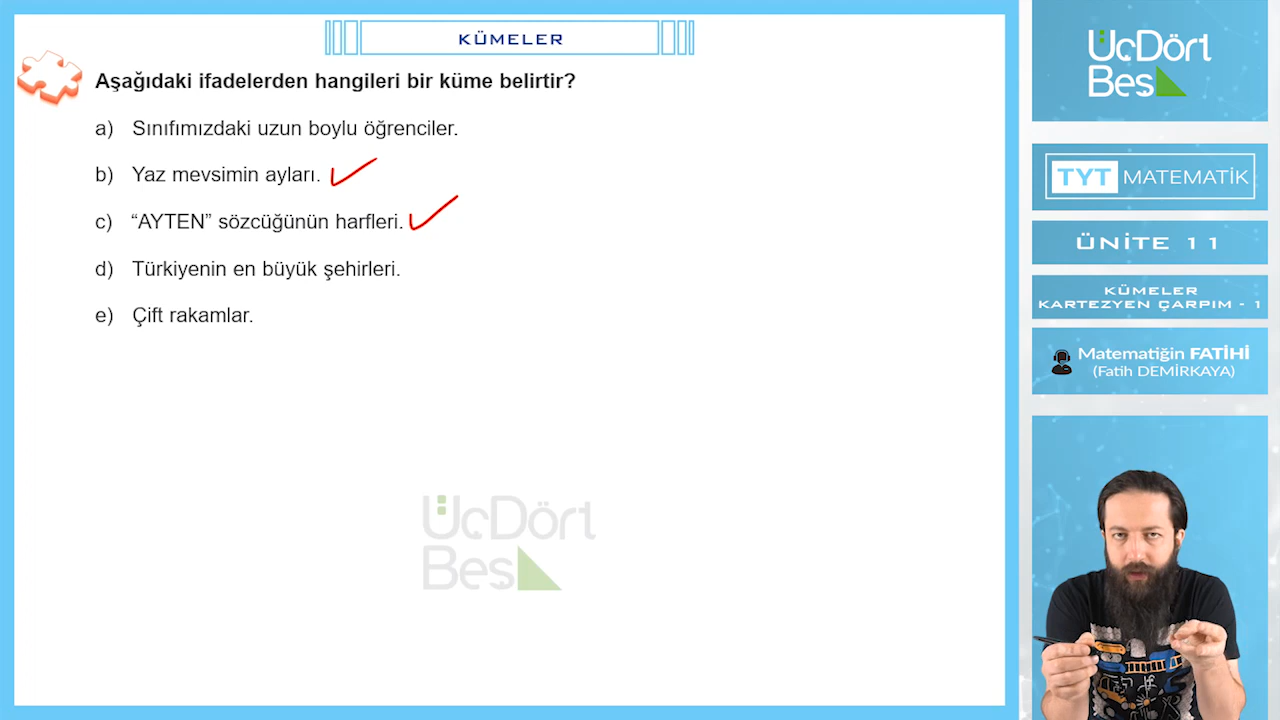 KÜMELER
Aşağıdaki ifadelerden hangileri bir küme belirtir?
a) Sınıfımızdaki uzun boylu öğrenciler.
b) Yaz mevsimin ayları.
c) “AYTEN” sözcüğünün harfleri.
d) Türkiyenin en büyük şehirleri.
e) Çift rakamlar.
ÜçDört
Beş
ÜçDört
Beş
TYT MATEMATİK
ÜNİTE 11
KÜMELER
KARTEZYEN ÇARPIM - 1
Matematiğin FATİHİ
(Fatih DEMİRKAYA)